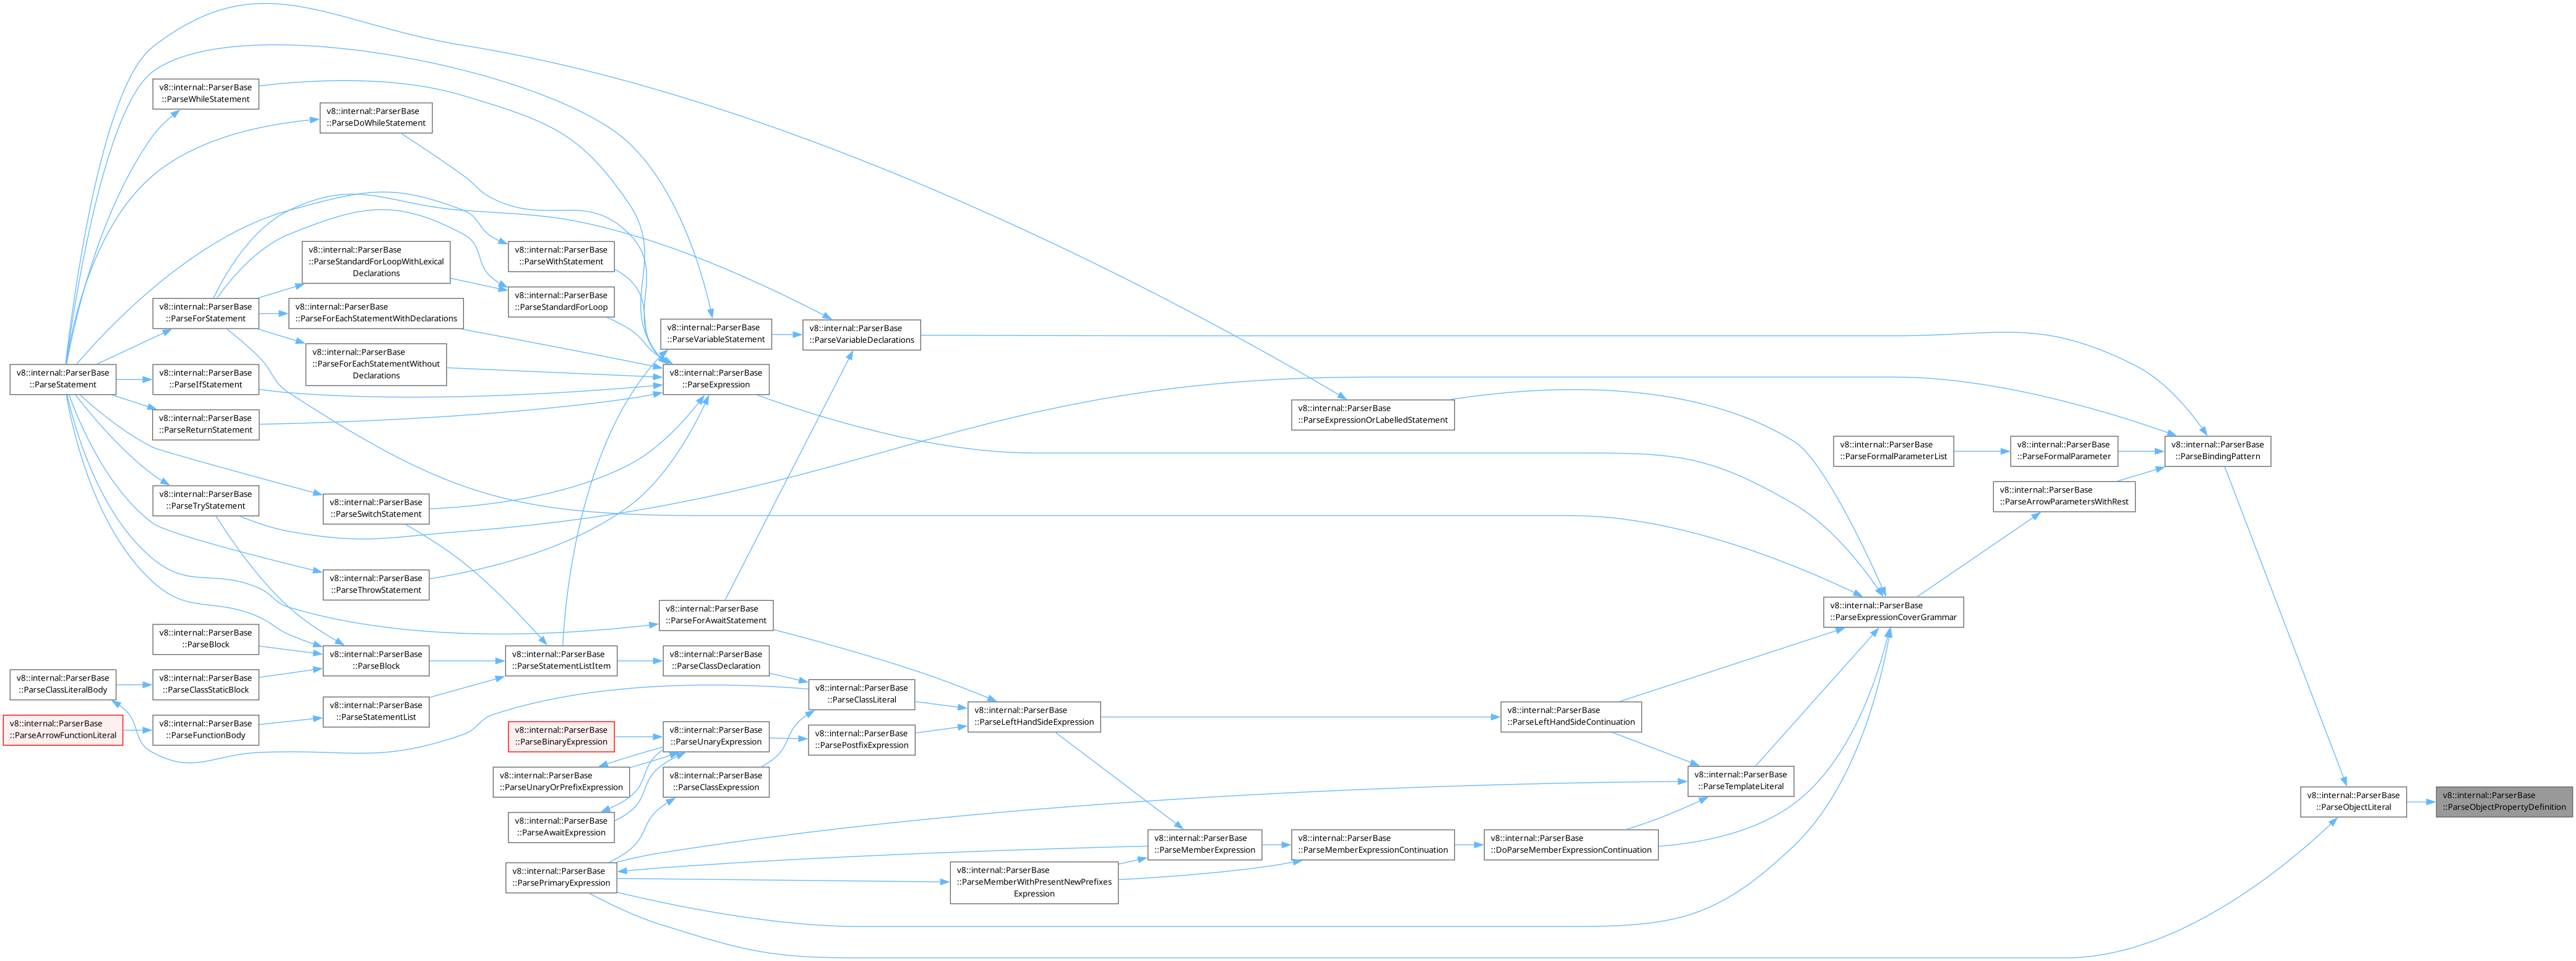 v8::internal::ParserBase
::ParseWhileStatement
v8::internal::ParserBase
::ParseDoWhileStatement
v8::internal::ParserBase
::ParseWithStatement
v8::internal::ParserBase
::ParseStandardForLoopWithLexical
Declarations
v8::internal::ParserBase
::ParseStandardForLoop
v8::internal::ParserBase
::ParseForStatement
v8::internal::ParserBase
::ParseForEachStatementWithDeclarations
v8::internal::ParserBase
::ParseVariableStatement
v8::internal::ParserBase
::ParseVariableDeclarations
v8::internal::ParserBase
::ParseForEachStatementWithout
Declarations
v8::internal::ParserBase
::ParseStatement
v8::internal::ParserBase
::ParseIfStatement
v8::internal::ParserBase
::ParseExpression
v8::internal::ParserBase
::ParseExpressionOrLabelledStatement
v8::internal::ParserBase
::ParseReturnStatement
v8::internal::ParserBase
::ParseFormalParameterList
v8::internal::ParserBase
::ParseFormalParameter
v8::internal::ParserBase
::ParseBindingPattern
v8::internal::ParserBase
::ParseTryStatement
v8::internal::ParserBase
::ParseSwitchStatement
v8::internal::ParserBase
::ParseArrowParametersWithRest
v8::internal::ParserBase
::ParseThrowStatement
v8::internal::ParserBase
::ParseForAwaitStatement
v8::internal::ParserBase
::ParseExpressionCoverGrammar
v8::internal::ParserBase
::ParseBlock
v8::internal::ParserBase
::ParseBlock
v8::internal::ParserBase
::ParseStatementListItem
v8::internal::ParserBase
::ParseClassDeclaration
v8::internal::ParserBase
::ParseClassLiteralBody
v8::internal::ParserBase
::ParseClassStaticBlock
v8::internal::ParserBase
::ParseClassLiteral
v8::internal::ParserBase
::ParseStatementList
v8::internal::ParserBase
::ParseLeftHandSideExpression
v8::internal::ParserBase
::ParseLeftHandSideContinuation
v8::internal::ParserBase
::ParseArrowFunctionLiteral
v8::internal::ParserBase
::ParseFunctionBody
v8::internal::ParserBase
::ParseBinaryExpression
v8::internal::ParserBase
::ParseUnaryExpression
v8::internal::ParserBase
::ParsePostfixExpression
v8::internal::ParserBase
::ParseUnaryOrPrefixExpression
v8::internal::ParserBase
::ParseClassExpression
v8::internal::ParserBase
::ParseTemplateLiteral
v8::internal::ParserBase
::ParseObjectLiteral
v8::internal::ParserBase
::ParseObjectPropertyDefinition
v8::internal::ParserBase
::ParseAwaitExpression
v8::internal::ParserBase
::ParseMemberExpression
v8::internal::ParserBase
::ParseMemberExpressionContinuation
v8::internal::ParserBase
::DoParseMemberExpressionContinuation
v8::internal::ParserBase
::ParsePrimaryExpression
v8::internal::ParserBase
::ParseMemberWithPresentNewPrefixes
Expression